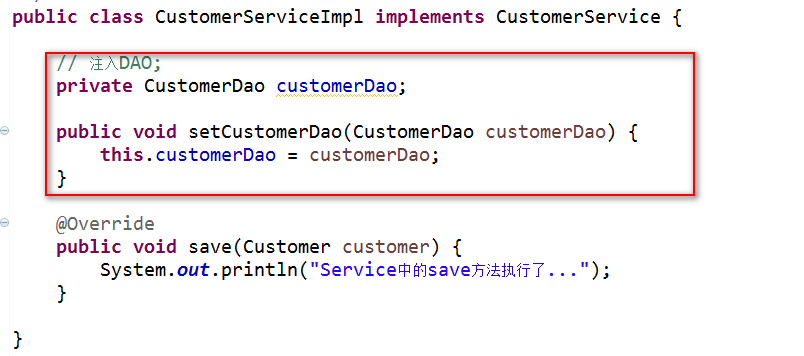 public class CustomerServiceImpl implements CustomerService {
// 注入DAO;
private CustomerDao customerDao;
public void setCustomerDao(CustomerDao customerDao) {
this.customerDao = customerDao;
}
@Override
public void save(Customer customer) {
System.out.println("Service中的save方法执行了...");
}
}